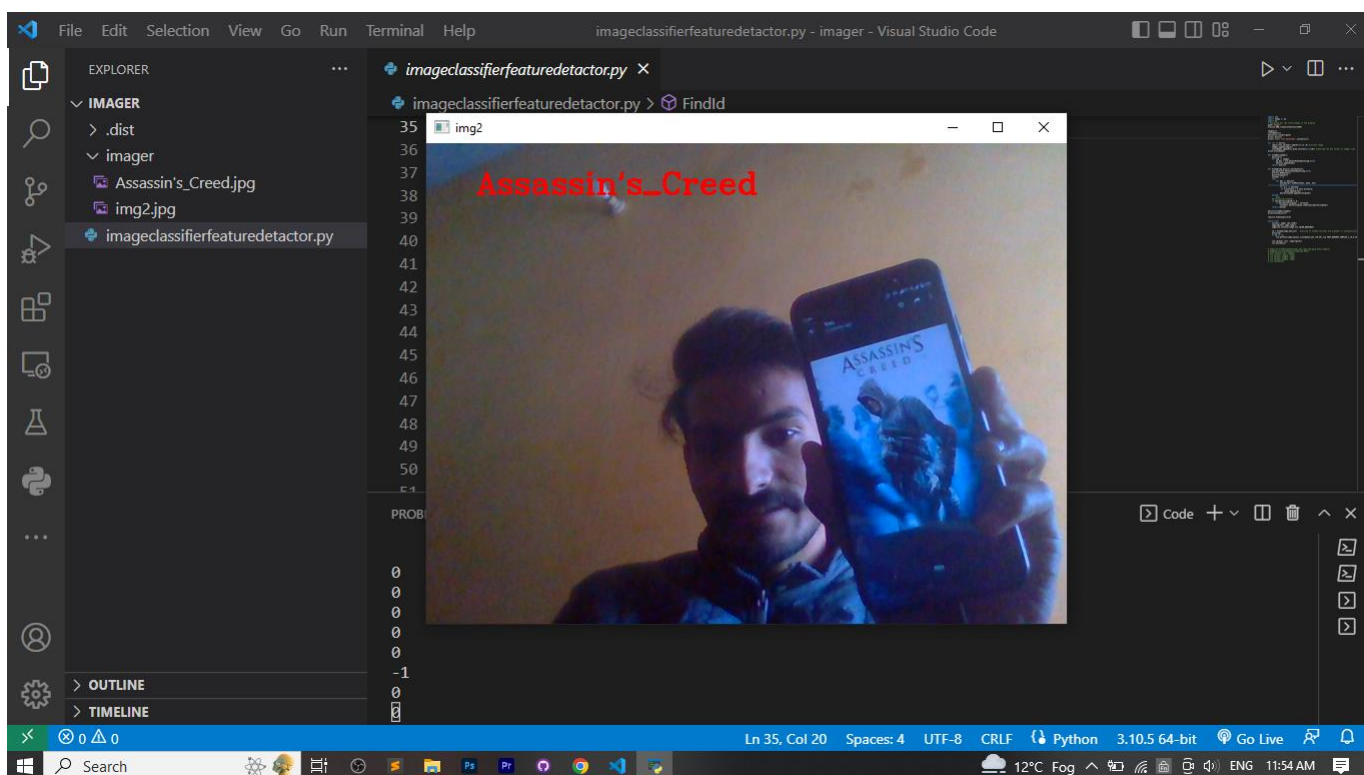 File Edit Selection View Go Run Terminal Help
imageclassifierfeaturedetactor.py - imager - Visual Studio Code
EXPLORER
IMAGER
.dist
imager
Assassin's_Creed.jpg
img2.jpg
imageclassifierfeaturedetactor.py
OUTLINE
TIMELINE
imageclassifierfeaturedetactor.py
imageclassifierfeaturedetactor.py > FindId
35
36
37
38
39
40
41
42
43
44
45
46
47
48
49
50
51
img2
Assassin's_Creed
ASSASSIN'S
CREED
PROB
Code
0
0
0
0
0
-1
0
0
0 0
Ln 35, Col 20 Spaces: 4 UTF-8 CRLF Python 3.10.5 64-bit Go Live
Search
Ps
Pr
12°C Fog
ENG 11:54 AM